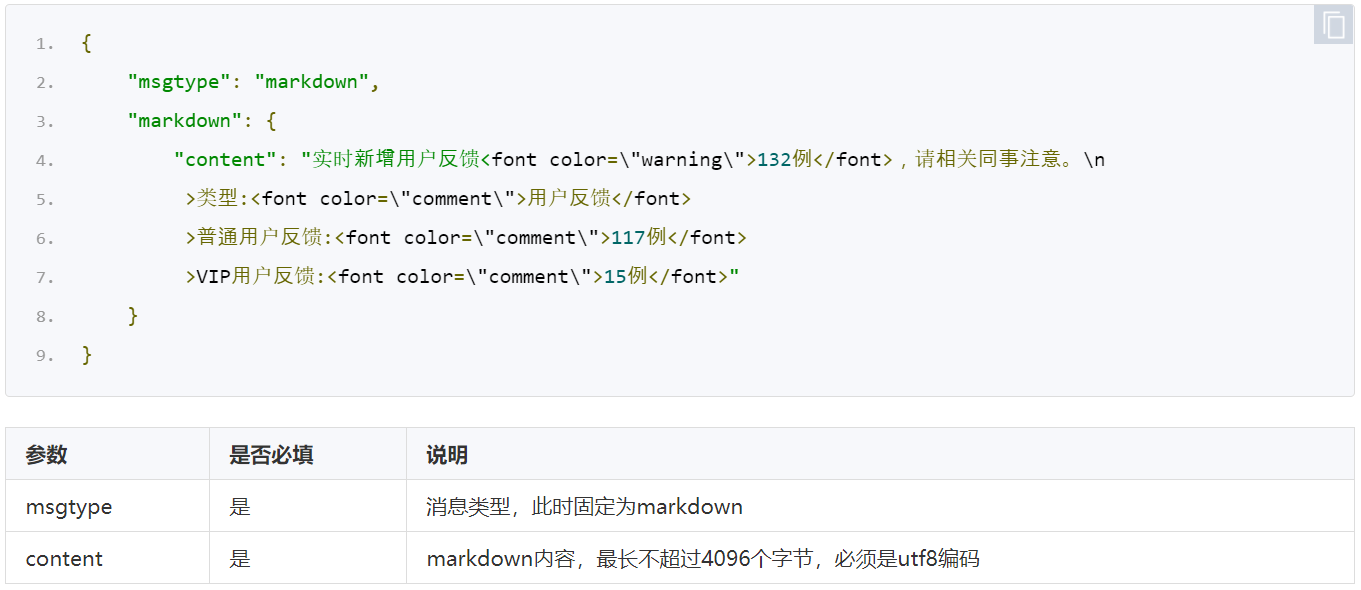 1. {
2.     "msgtype": "markdown",
3.     "markdown": {
4.         "content": "实时新增用户反馈<font color=\"warning\">132例</font>，请相关同事注意。\n
5.          >类型:<font color=\"comment\">用户反馈</font>
6.          >普通用户反馈:<font color=\"comment\">117例</font>
7.          >VIP用户反馈:<font color=\"comment\">15例</font>"
8.     }
9. }
参数 是否必填 说明
msgtype 是 消息类型，此时固定为markdown
content 是 markdown内容，最长不超过4096个字节，必须是utf8编码